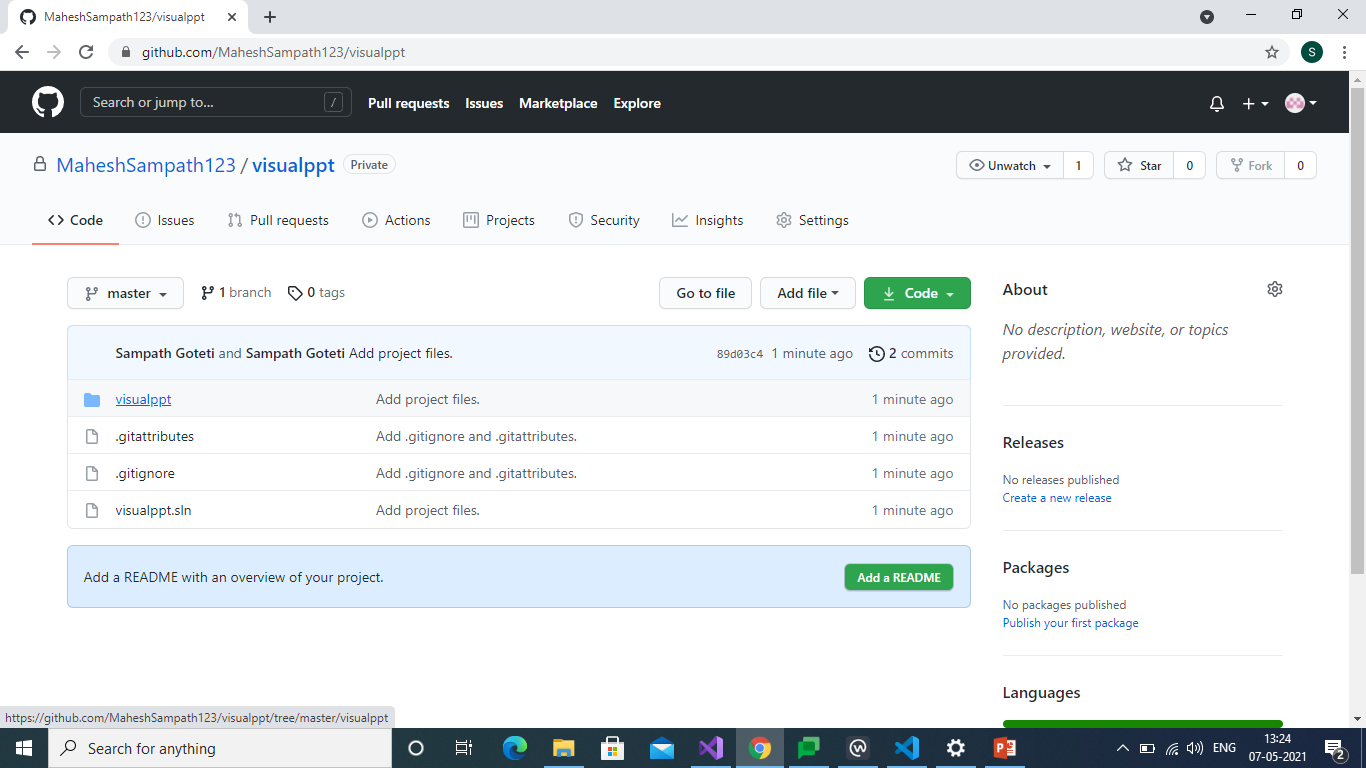 MaheshSampath123/visualppt
github.com/MaheshSampath123/visualppt
S
Search or jump to...
/
Pull requests Issues Marketplace Explore
MaheshSampath123 / visualppt Private
Unwatch 1 Star 0 Fork 0
Code Issues Pull requests Actions Projects Security Insights Settings
master 1 branch 0 tags Go to file Add file Code
Sampath Goteti and Sampath Goteti Add project files. 89d03c4 1 minute ago 2 commits
visualppt Add project files. 1 minute ago
.gitattributes Add .gitignore and .gitattributes. 1 minute ago
.gitignore Add .gitignore and .gitattributes. 1 minute ago
visualppt.sln Add project files. 1 minute ago
Add a README with an overview of your project. Add a README
About
No description, website, or topics
provided.
Releases
No releases published
Create a new release
Packages
No packages published
Publish your first package
Languages
https://github.com/MaheshSampath123/visualppt/tree/master/visualppt
Search for anything
ENG
13:24
07-05-2021
2